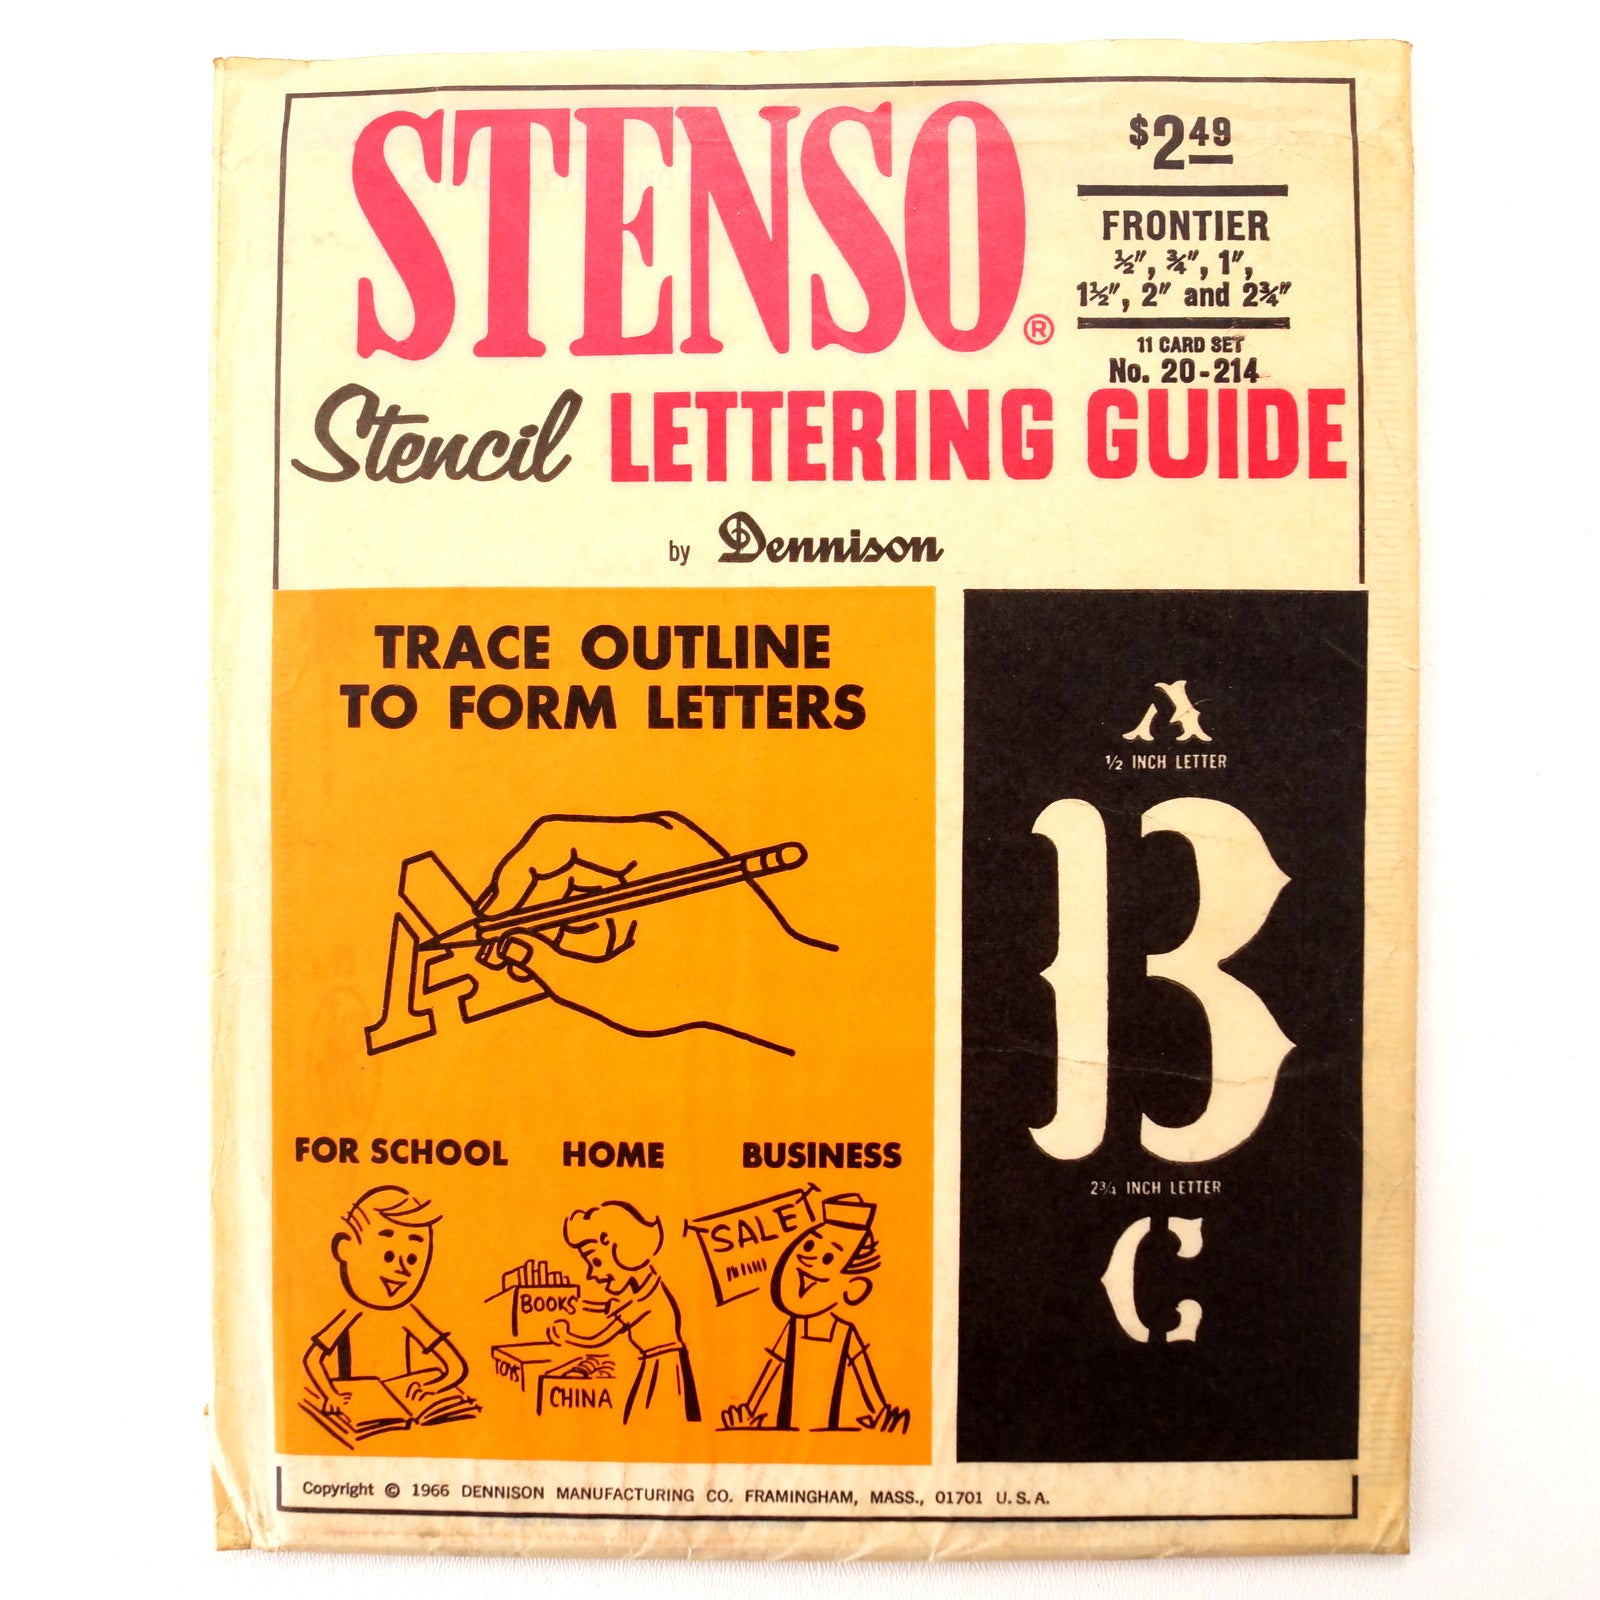 STENSO®
$2.49
FRONTIER
½", ¾", 1",
1½", 2" and 2¾"
11 CARD SET
No. 20-214
Stencil LETTERING GUIDE
by Dennison
TRACE OUTLINE
TO FORM LETTERS
FOR SCHOOL HOME BUSINESS
SALE
BOOKS
TOYS
CHINA
A
½ INCH LETTER
B
2¾ INCH LETTER
C
Copyright © 1966 DENNISON MANUFACTURING CO. FRAMINGHAM, MASS., 01701 U.S.A.